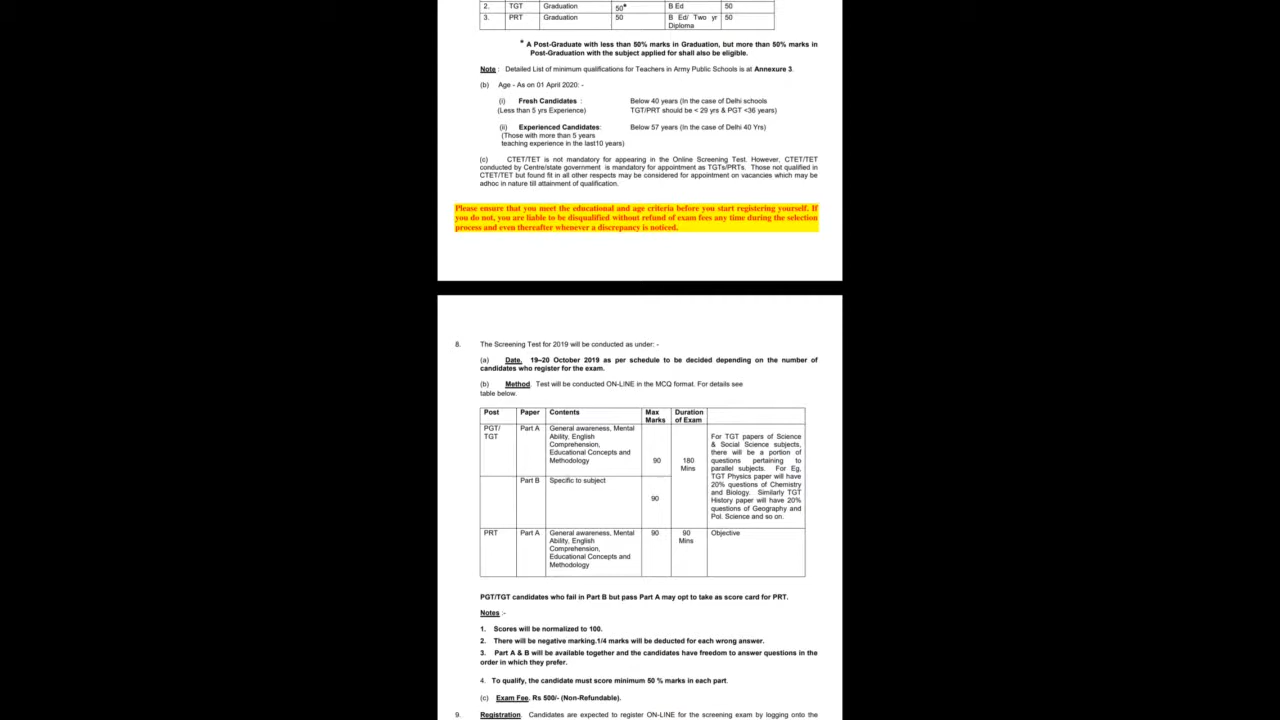 2. TGT Graduation 50* B.Ed 50
3. PRT Graduation 50 B Ed/ Two yr 50
Diploma
* A Post-Graduate with less than 50% marks in Graduation, but more than 50% marks in
Post-Graduation with the subject applied for shall also be eligible.
Note : Detailed List of minimum qualifications for Teachers in Army Public Schools is at Annexure 3.
(b) Age - As on 01 April 2020: -
(i) Fresh Candidates : Below 40 years (In the case of Delhi schools
(Less than 5 yrs Experience) TGT/PRT should be < 29 yrs & PGT <36 years)
(ii) Experienced Candidates: Below 57 years (In the case of Delhi 40 Yrs)
(Those with more than 5 years
teaching experience in the last10 years)
(c) CTET/TET is not mandatory for appearing in the Online Screening Test. However, CTET/TET
conducted by Centre/state government is mandatory for appointment as TGTs/PRTs. Those not qualified in
CTET/TET but found fit in all other respects may be considered for appointment on vacancies which may be
adhoc in nature till attainment of qualification.
Please ensure that you meet the educational and age criteria before you start registering yourself. If
you do not, you are liable to be disqualified without refund of exam fees any time during the selection
process and even thereafter whenever a discrepancy is noticed.
8. The Screening Test for 2019 will be conducted as under: -
(a) Date. 19–20 October 2019 as per schedule to be decided depending on the number of
candidates who register for the exam.
(b) Method. Test will be conducted ON-LINE in the MCQ format. For details see
table below.
Post Paper Contents Max Duration
Marks of Exam
PGT/ Part A General awareness, Mental
TGT Ability, English
Comprehension,
Educational Concepts and
Methodology
90
180
Mins
For TGT papers of Science
& Social Science subjects,
there will be a portion of
questions pertaining to
parallel subjects. For Eg,
TGT Physics paper will have
20% questions of Chemistry
and Biology. Similarly TGT
History paper will have 20%
questions of Geography and
Pol. Science and so on.
Part B Specific to subject
90
PRT Part A General awareness, Mental 90 90 Objective
Ability, English Mins
Comprehension,
Educational Concepts and
Methodology
PGT/TGT candidates who fail in Part B but pass Part A may opt to take as score card for PRT.
Notes :-
1. Scores will be normalized to 100.
2. There will be negative marking.1/4 marks will be deducted for each wrong answer.
3. Part A & B will be available together and the candidates have freedom to answer questions in the
order in which they prefer.
4. To qualify, the candidate must score minimum 50 % marks in each part.
(c) Exam Fee. Rs 500/- (Non-Refundable).
9. Registration. Candidates are expected to register ON-LINE for the screening exam by logging onto the